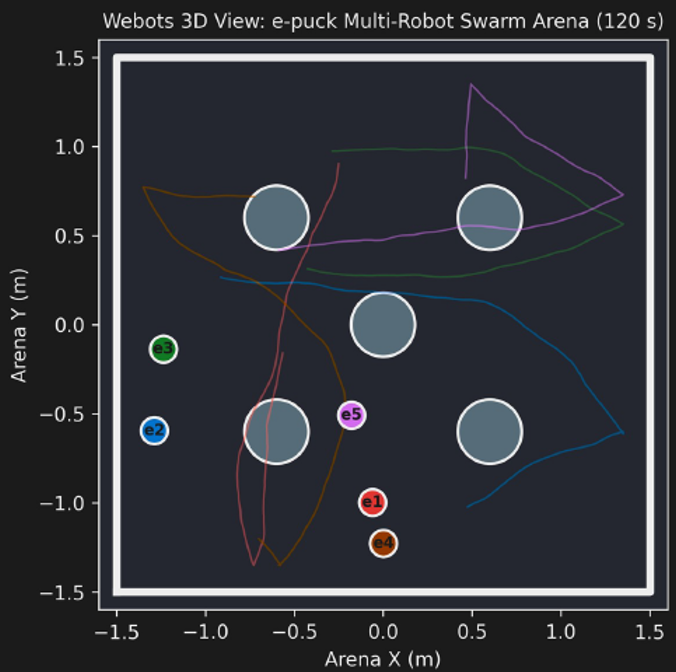 Webots 3D View: e-puck Multi-Robot Swarm Arena (120 s)
1.5
1.0
0.5
0.0
−0.5
−1.0
−1.5
Arena Y (m)
e3
e5
e2
e1
e4
−1.5 −1.0 −0.5 0.0 0.5 1.0 1.5
Arena X (m)